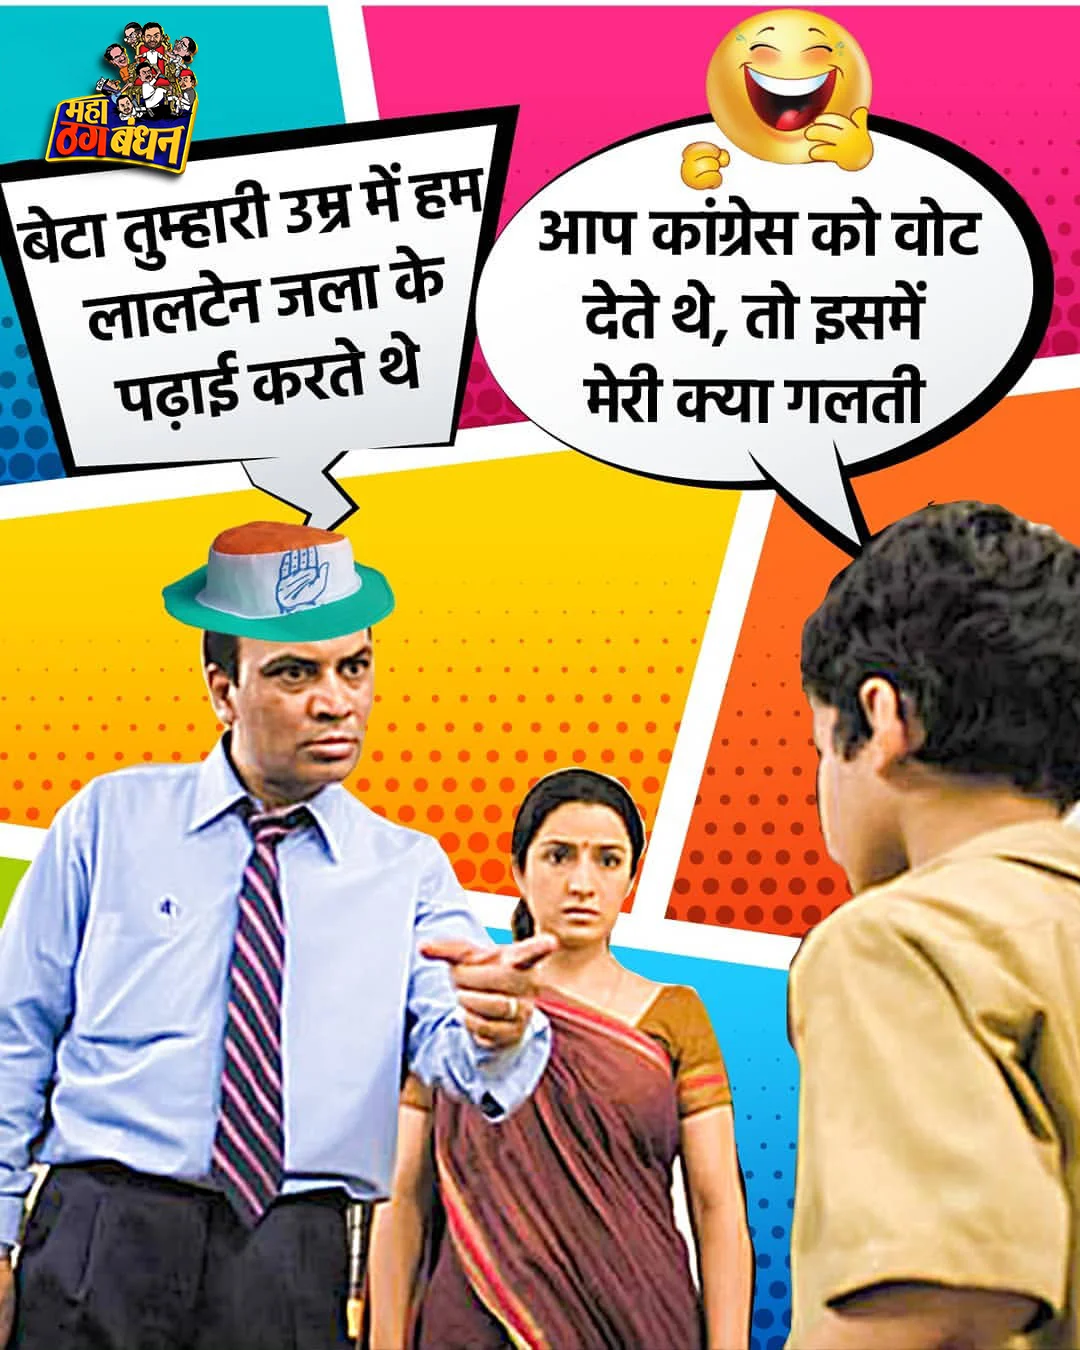 महा
ठगबंधन
बेटा तुम्हारी उम्र में हम
लालटेन जला के
पढ़ाई करते थे
आप कांग्रेस को वोट
देते थे, तो इसमें
मेरी क्या गलती